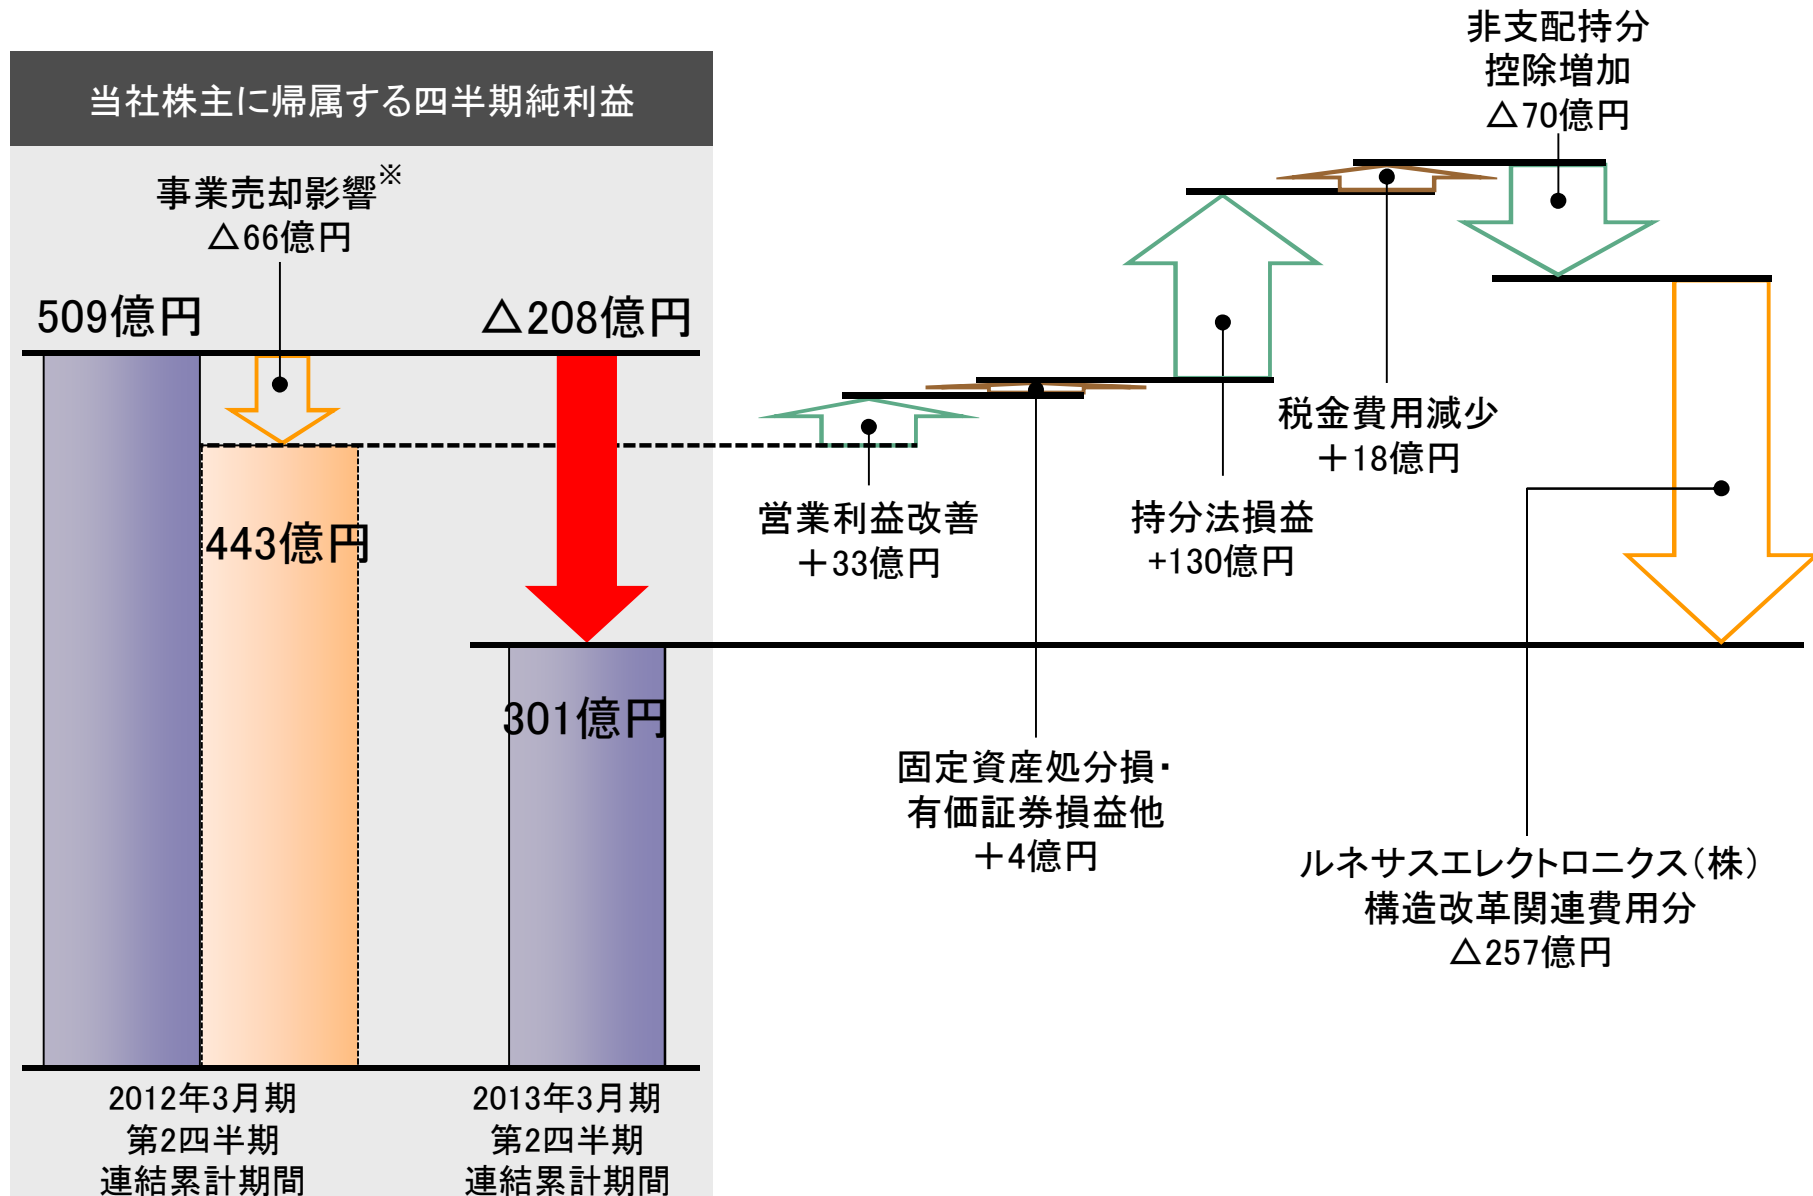 当社株主に帰属する四半期純利益
事業売却影響※
△66億円
509億円
△208億円
443億円
301億円
2012年3月期
第2四半期
連結累計期間
2013年3月期
第2四半期
連結累計期間
営業利益改善
＋33億円
固定資産処分損・
有価証券損益他
＋4億円
持分法損益
+130億円
税金費用減少
＋18億円
非支配持分
控除増加
△70億円
ルネサスエレクトロニクス（株）
構造改革関連費用分
△257億円